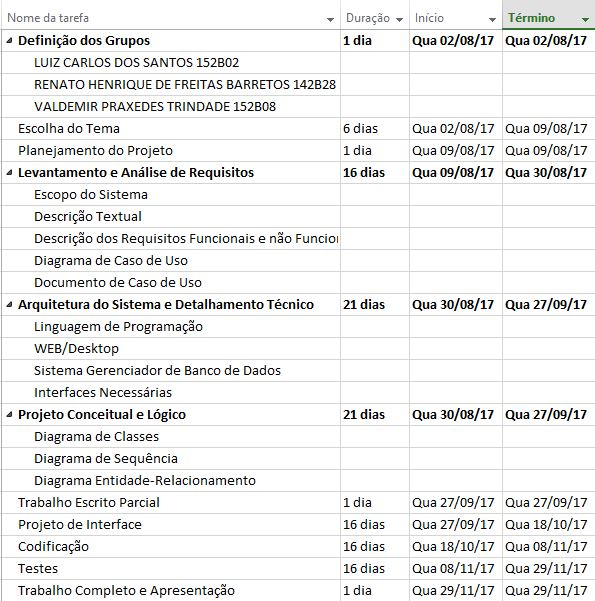 Nome da tarefa Duração Início Término
Definição dos Grupos 1 dia Qua 02/08/17 Qua 02/08/17
LUIZ CARLOS DOS SANTOS 152B02
RENATO HENRIQUE DE FREITAS BARRETOS 142B28
VALDEMIR PRAXEDES TRINDADE 152B08
Escolha do Tema 6 dias Qua 02/08/17 Qua 09/08/17
Planejamento do Projeto 1 dia Qua 09/08/17 Qua 09/08/17
Levantamento e Análise de Requisitos 16 dias Qua 09/08/17 Qua 30/08/17
Escopo do Sistema
Descrição Textual
Descrição dos Requisitos Funcionais e não Funcion
Diagrama de Caso de Uso
Documento de Caso de Uso
Arquitetura do Sistema e Detalhamento Técnico 21 dias Qua 30/08/17 Qua 27/09/17
Linguagem de Programação
WEB/Desktop
Sistema Gerenciador de Banco de Dados
Interfaces Necessárias
Projeto Conceitual e Lógico 21 dias Qua 30/08/17 Qua 27/09/17
Diagrama de Classes
Diagrama de Sequência
Diagrama Entidade-Relacionamento
Trabalho Escrito Parcial 1 dia Qua 27/09/17 Qua 27/09/17
Projeto de Interface 16 dias Qua 27/09/17 Qua 18/10/17
Codificação 16 dias Qua 18/10/17 Qua 08/11/17
Testes 16 dias Qua 08/11/17 Qua 29/11/17
Trabalho Completo e Apresentação 1 dia Qua 29/11/17 Qua 29/11/17